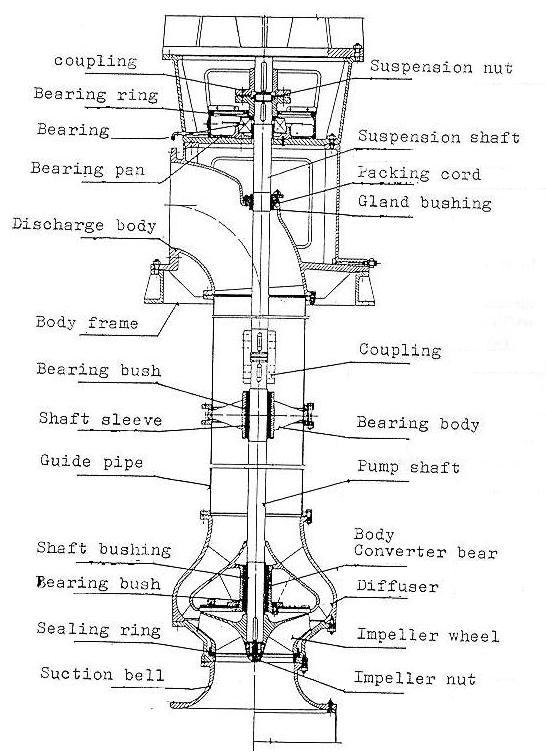 coupling
Bearing ring
Bearing
Bearing pan
Discharge body
Body frame
Bearing bush
Shaft sleeve
Guide pipe
Shaft bushing
Bearing bush
Sealing ring
Suction bell
Suspension nut
Suspension shaft
Packing cord
Gland bushing
Coupling
Bearing body
Pump shaft
Body
Converter bear
Diffuser
Impeller wheel
Impeller nut